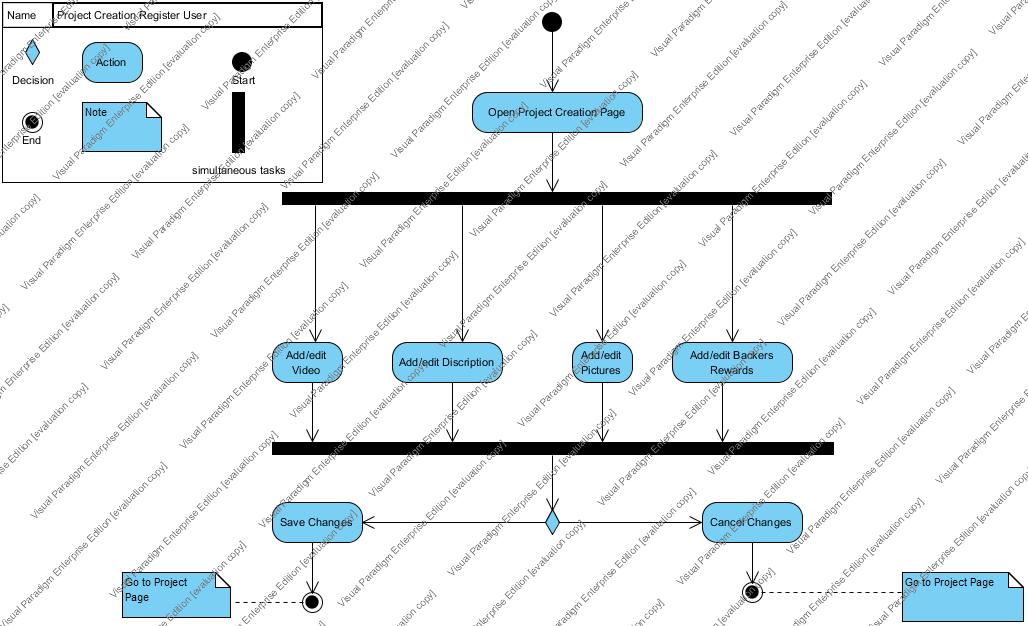 Name
Project Creation Register User
Decision
Action
Start
End
Note
simultaneous tasks
Open Project Creation Page
Add/edit
Video
Add/edit Discription
Add/edit
Pictures
Add/edit Backers
Rewards
Save Changes
Cancel Changes
Go to Project
Page
Go to Project Page
Visual Paradigm Enterprise Edition [evaluation copy]